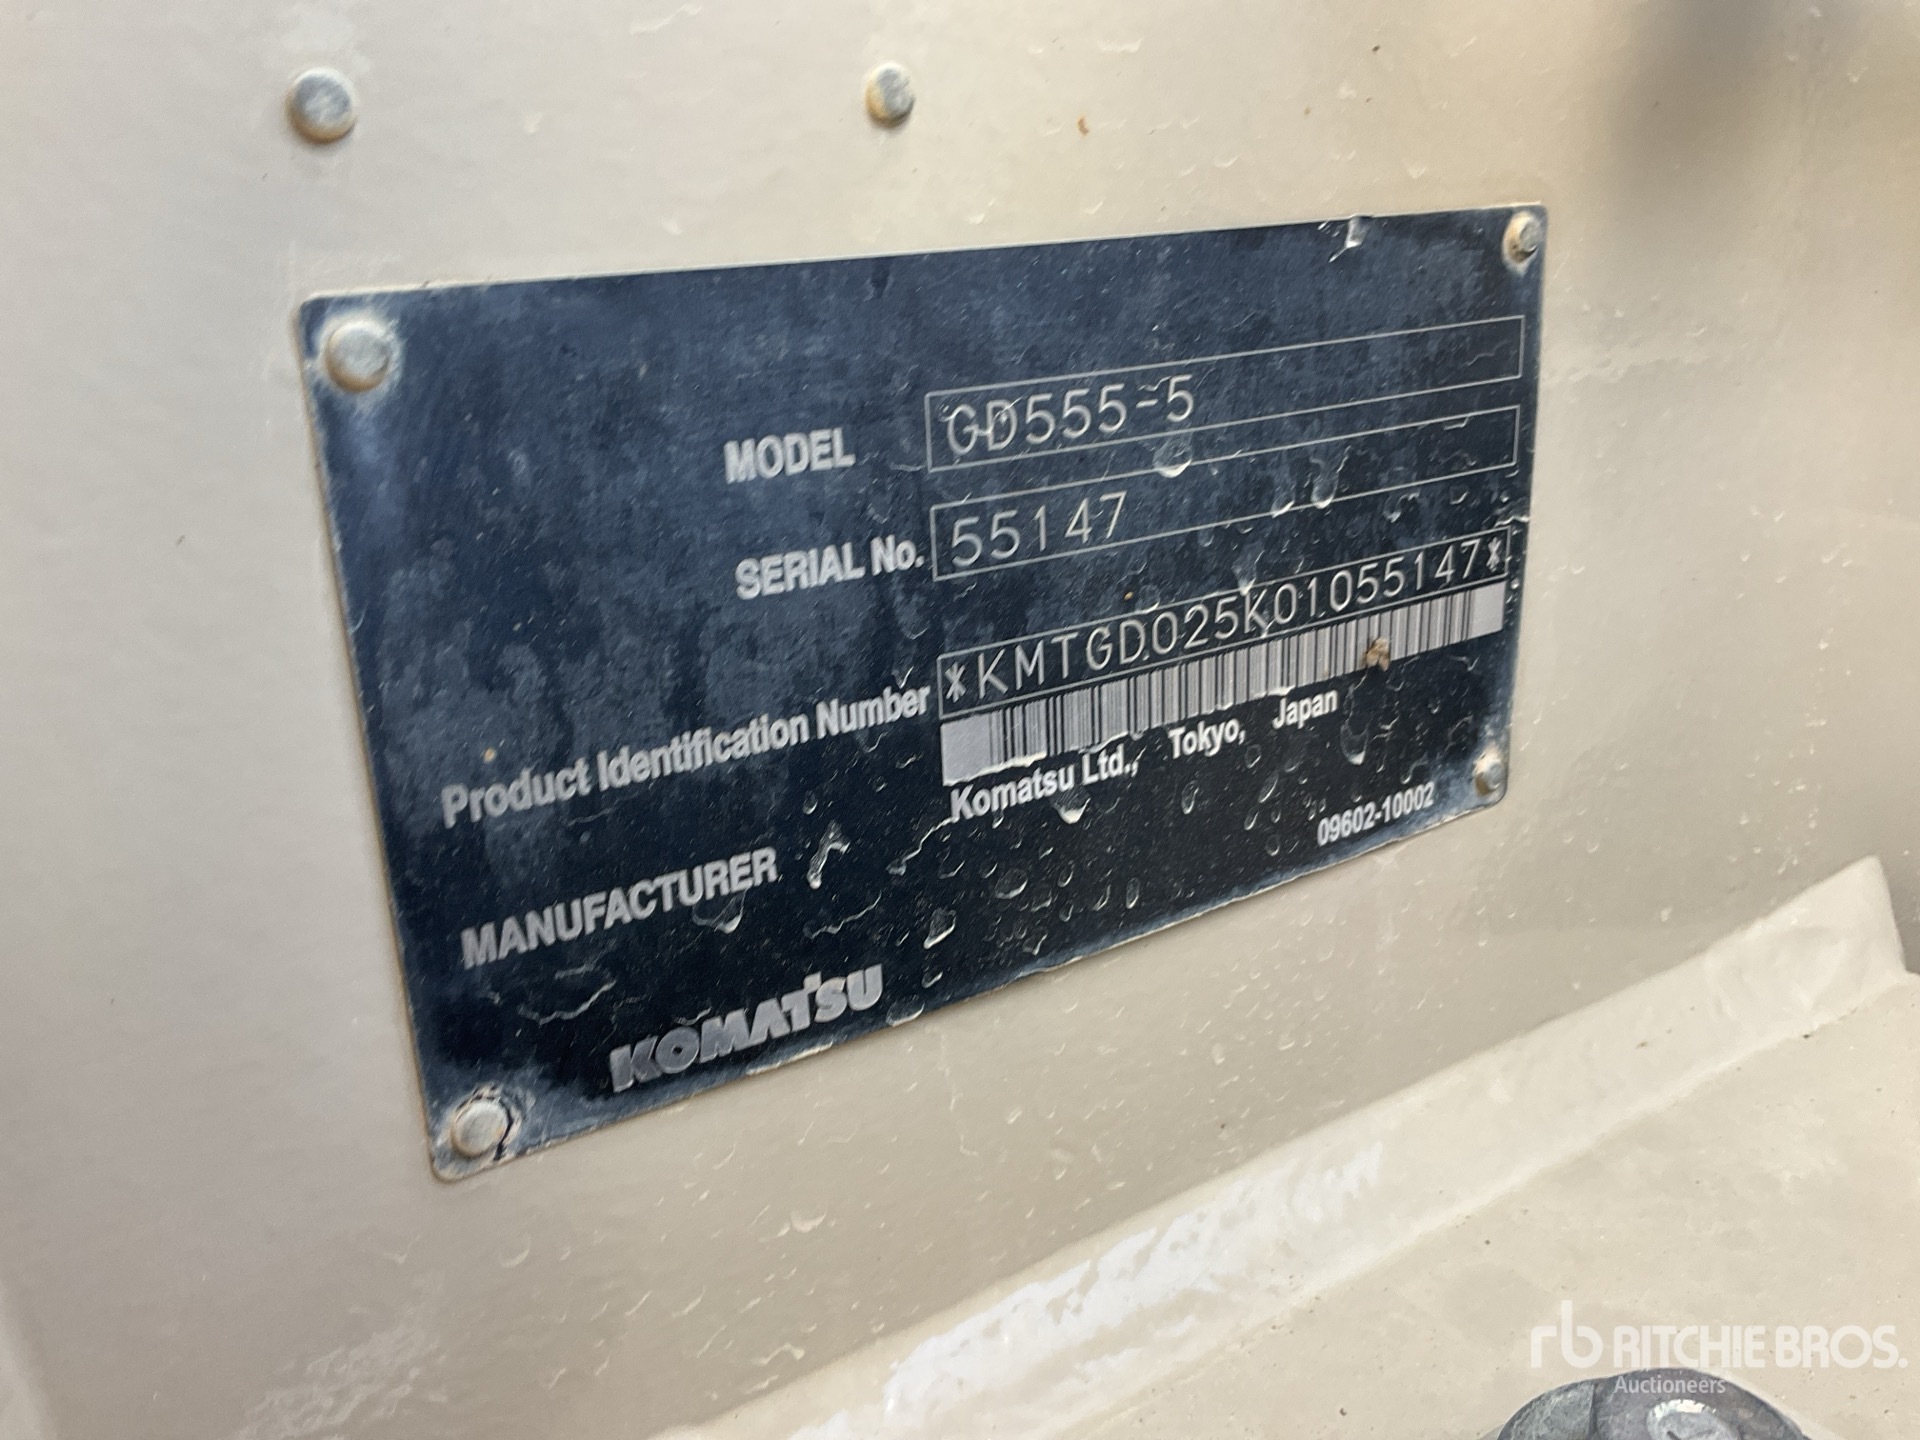 MODEL GD555-5
SERIAL No. 55147
Product Identification Number *KMTGD025K01055147*
MANUFACTURER Komatsu Ltd., Tokyo, Japan
09602-10002
KOMATSU
rb RITCHIE BROS.
Auctioneers